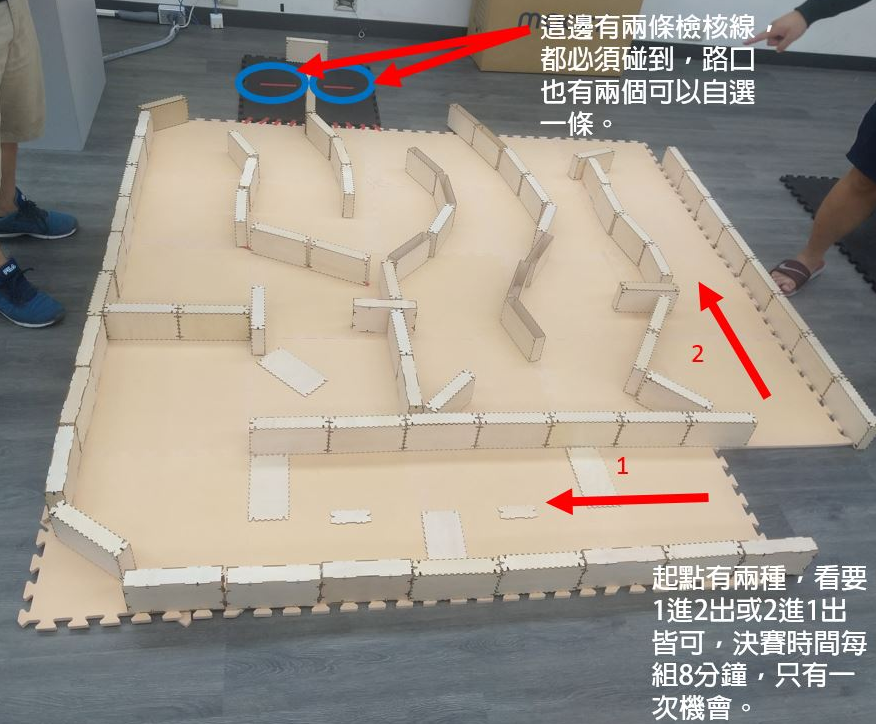 這邊有兩條檢核線，
都必須碰到，路口
也有兩個可以自選
一條。
2
1
起點有兩種，看要
1進2出或2進1出
皆可，決賽時間每
組8分鐘，只有一
次機會。